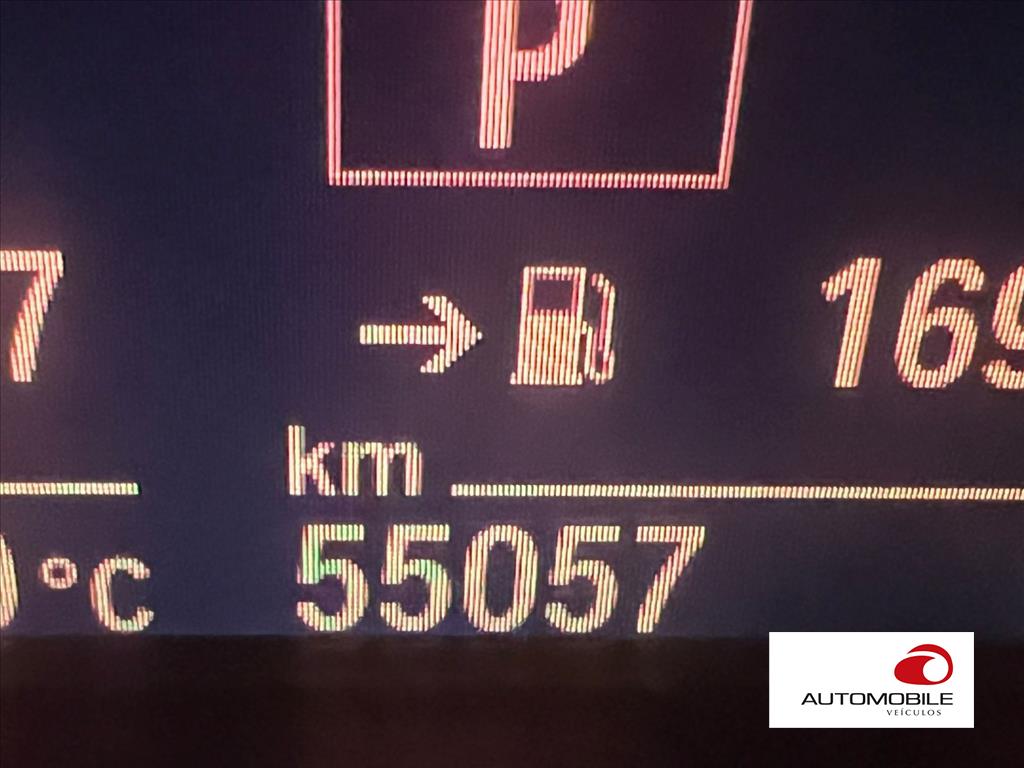 P
7
169
km
55057
°C
AUTOMOBILE
VEÍCULOS